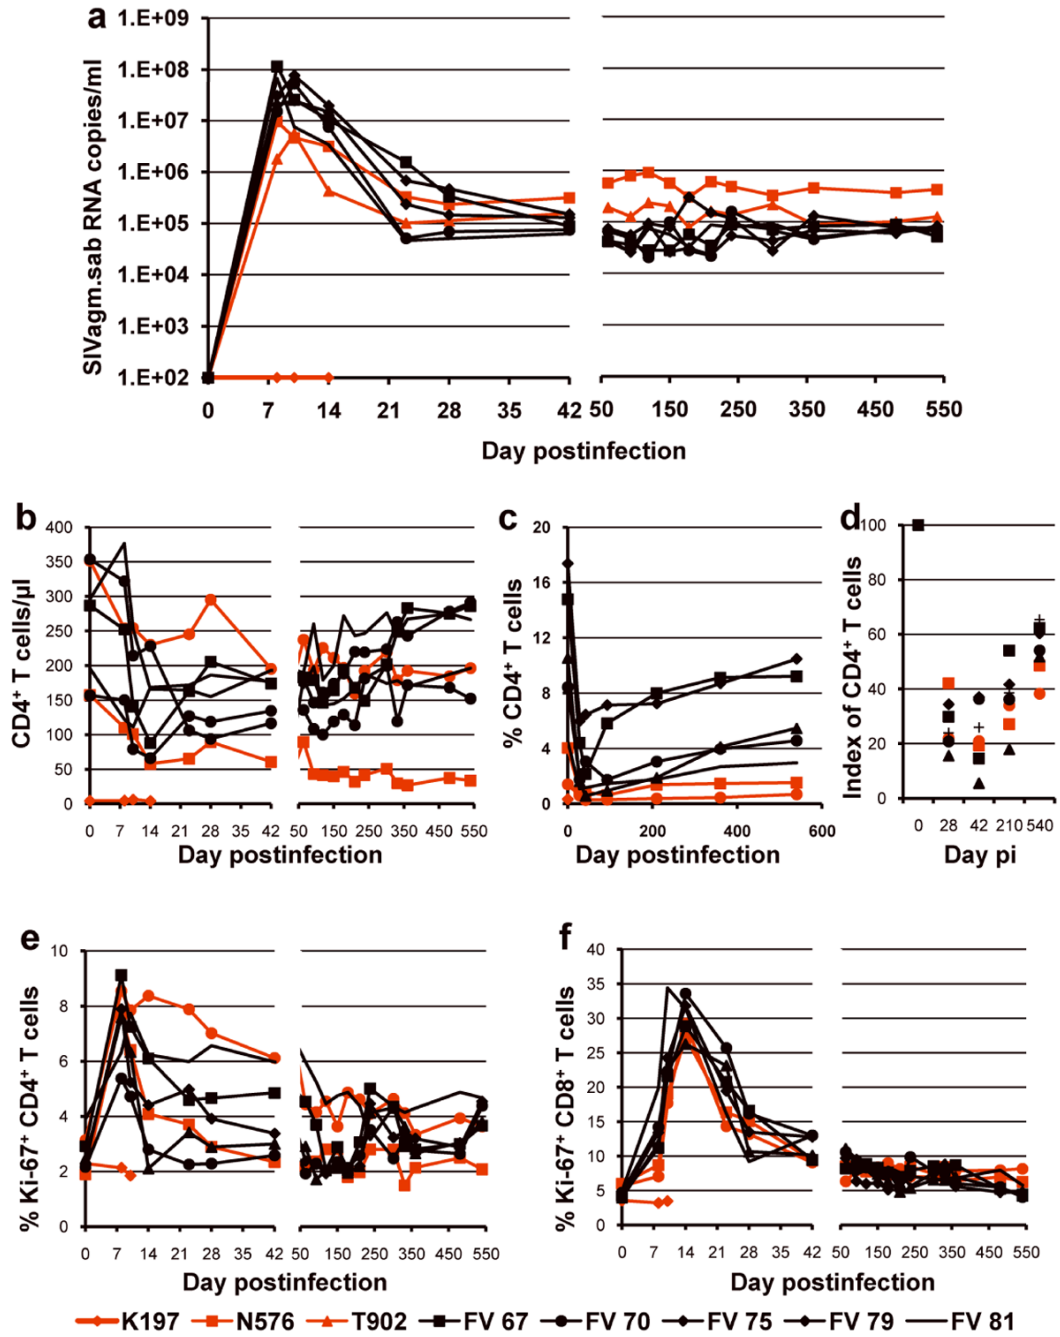 a
SIVagm.sab RNA copies/ml
1.E+09
1.E+08
1.E+07
1.E+06
1.E+05
1.E+04
1.E+03
1.E+02
0 7 14 21 28 35 42 50 150 250 350 450 550
Day postinfection
b
CD4+ T cells/µl
400
350
300
250
200
150
100
50
0
0 7 14 21 28 35 42 50 150 250 350 450 550
Day postinfection
c
% CD4+ T cells
20
16
12
8
4
0
0 200 400 600
Day postinfection
d
Index of CD4+ T cells
100
80
60
40
20
0
0 28 42 210 540
Day pi
e
% Ki-67+ CD4+ T cells
10
8
6
4
2
0
0 7 14 21 28 35 42 50 150 250 350 450 550
Day postinfection
f
% Ki-67+ CD8+ T cells
40
35
30
25
20
15
10
5
0
0 7 14 21 28 35 42 50 150 250 350 450 550
Day postinfection
K197 N576 T902 FV 67 FV 70 FV 75 FV 79 FV 81